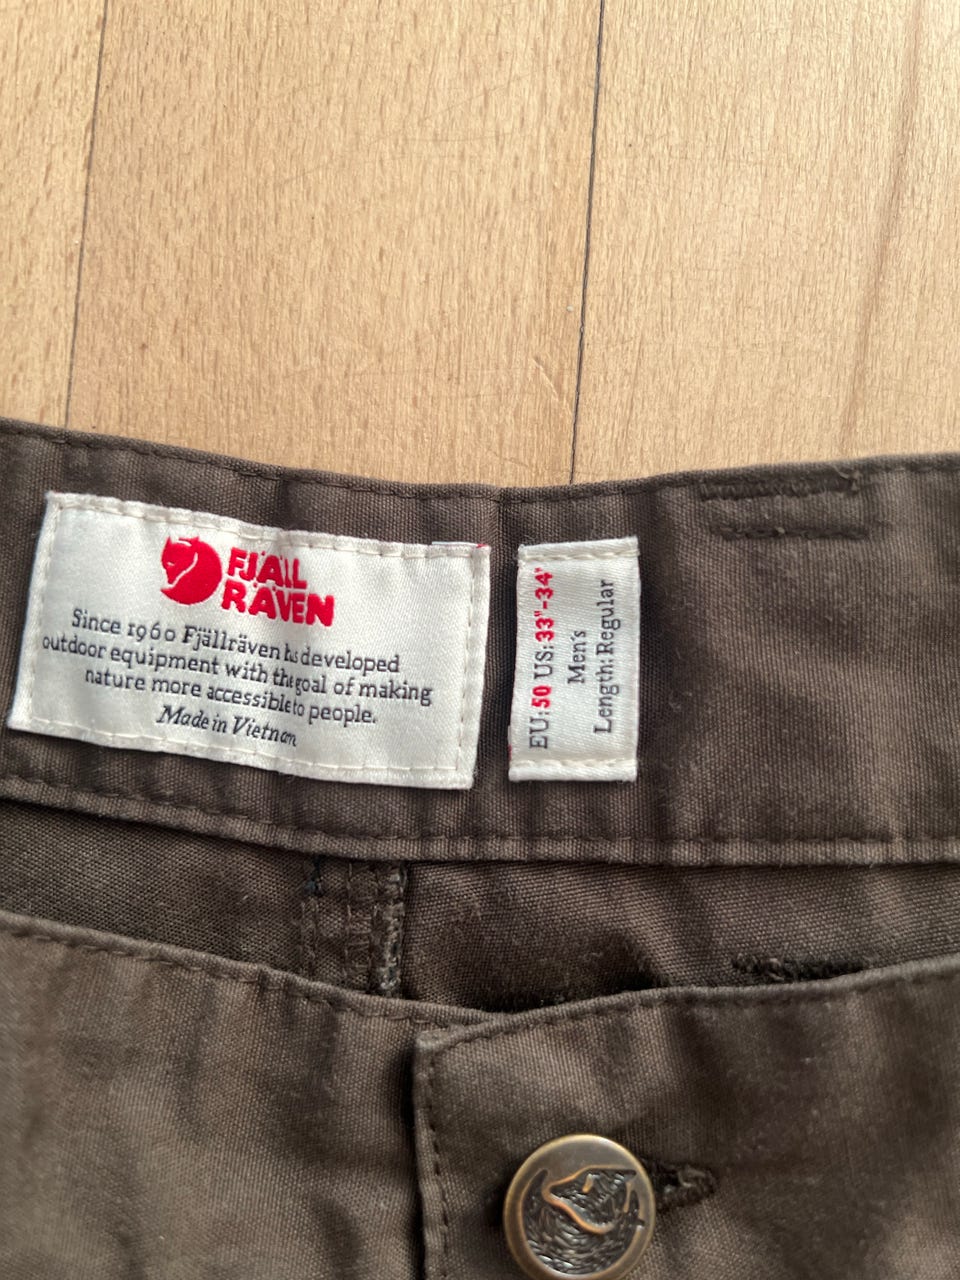 FJÄLL
RÄVEN
Since 1960 Fjällräven has developed
outdoor equipment with the goal of making
nature more accessible to people.
Made in Vietnam
EU: 50 US: 33"-34"
Men's
Length: Regular